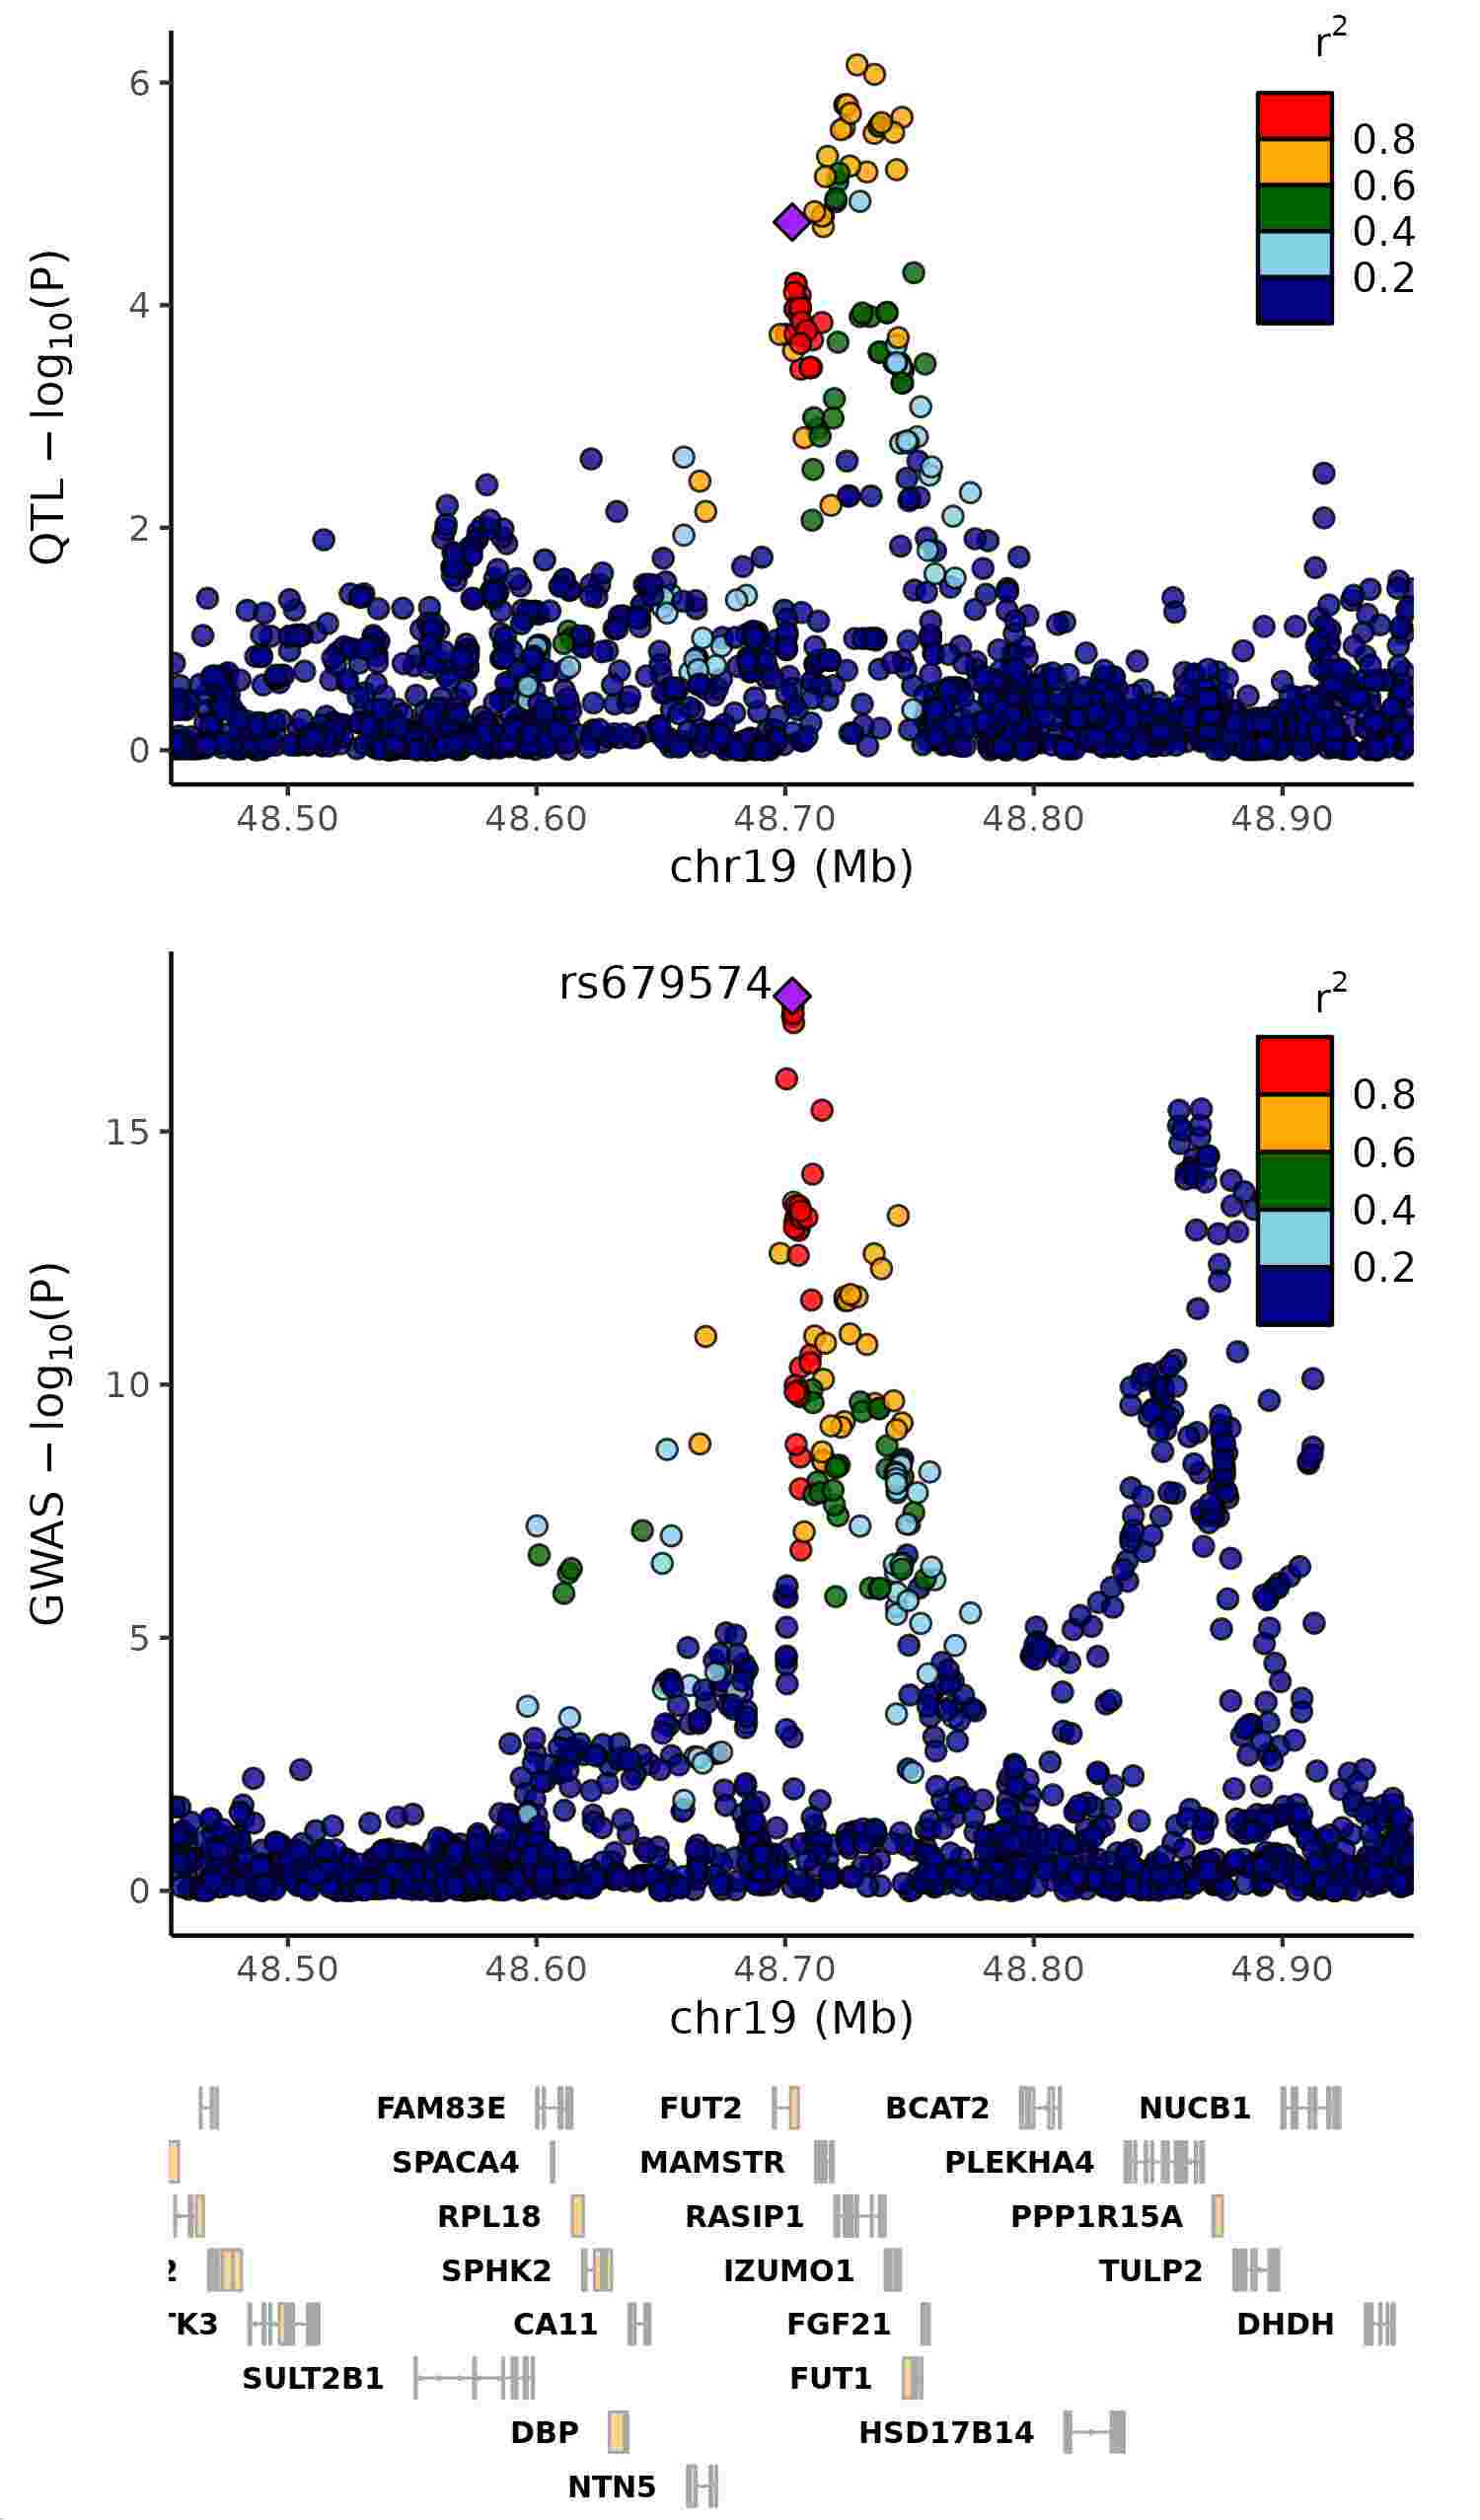 r2
6
4
2
0
QTL − log10(P)
0.8
0.6
0.4
0.2
48.50 48.60 48.70 48.80 48.90
chr19 (Mb)
rs679574
r2
15
10
5
0
GWAS − log10(P)
0.8
0.6
0.4
0.2
48.50 48.60 48.70 48.80 48.90
chr19 (Mb)
FAM83E FUT2 BCAT2 NUCB1
SPACA4 MAMSTR PLEKHA4
RPL18 RASIP1 PPP1R15A
2 SPHK2 IZUMO1 TULP2
TK3 CA11 FGF21 DHDH
SULT2B1 FUT1
DBP HSD17B14
NTN5